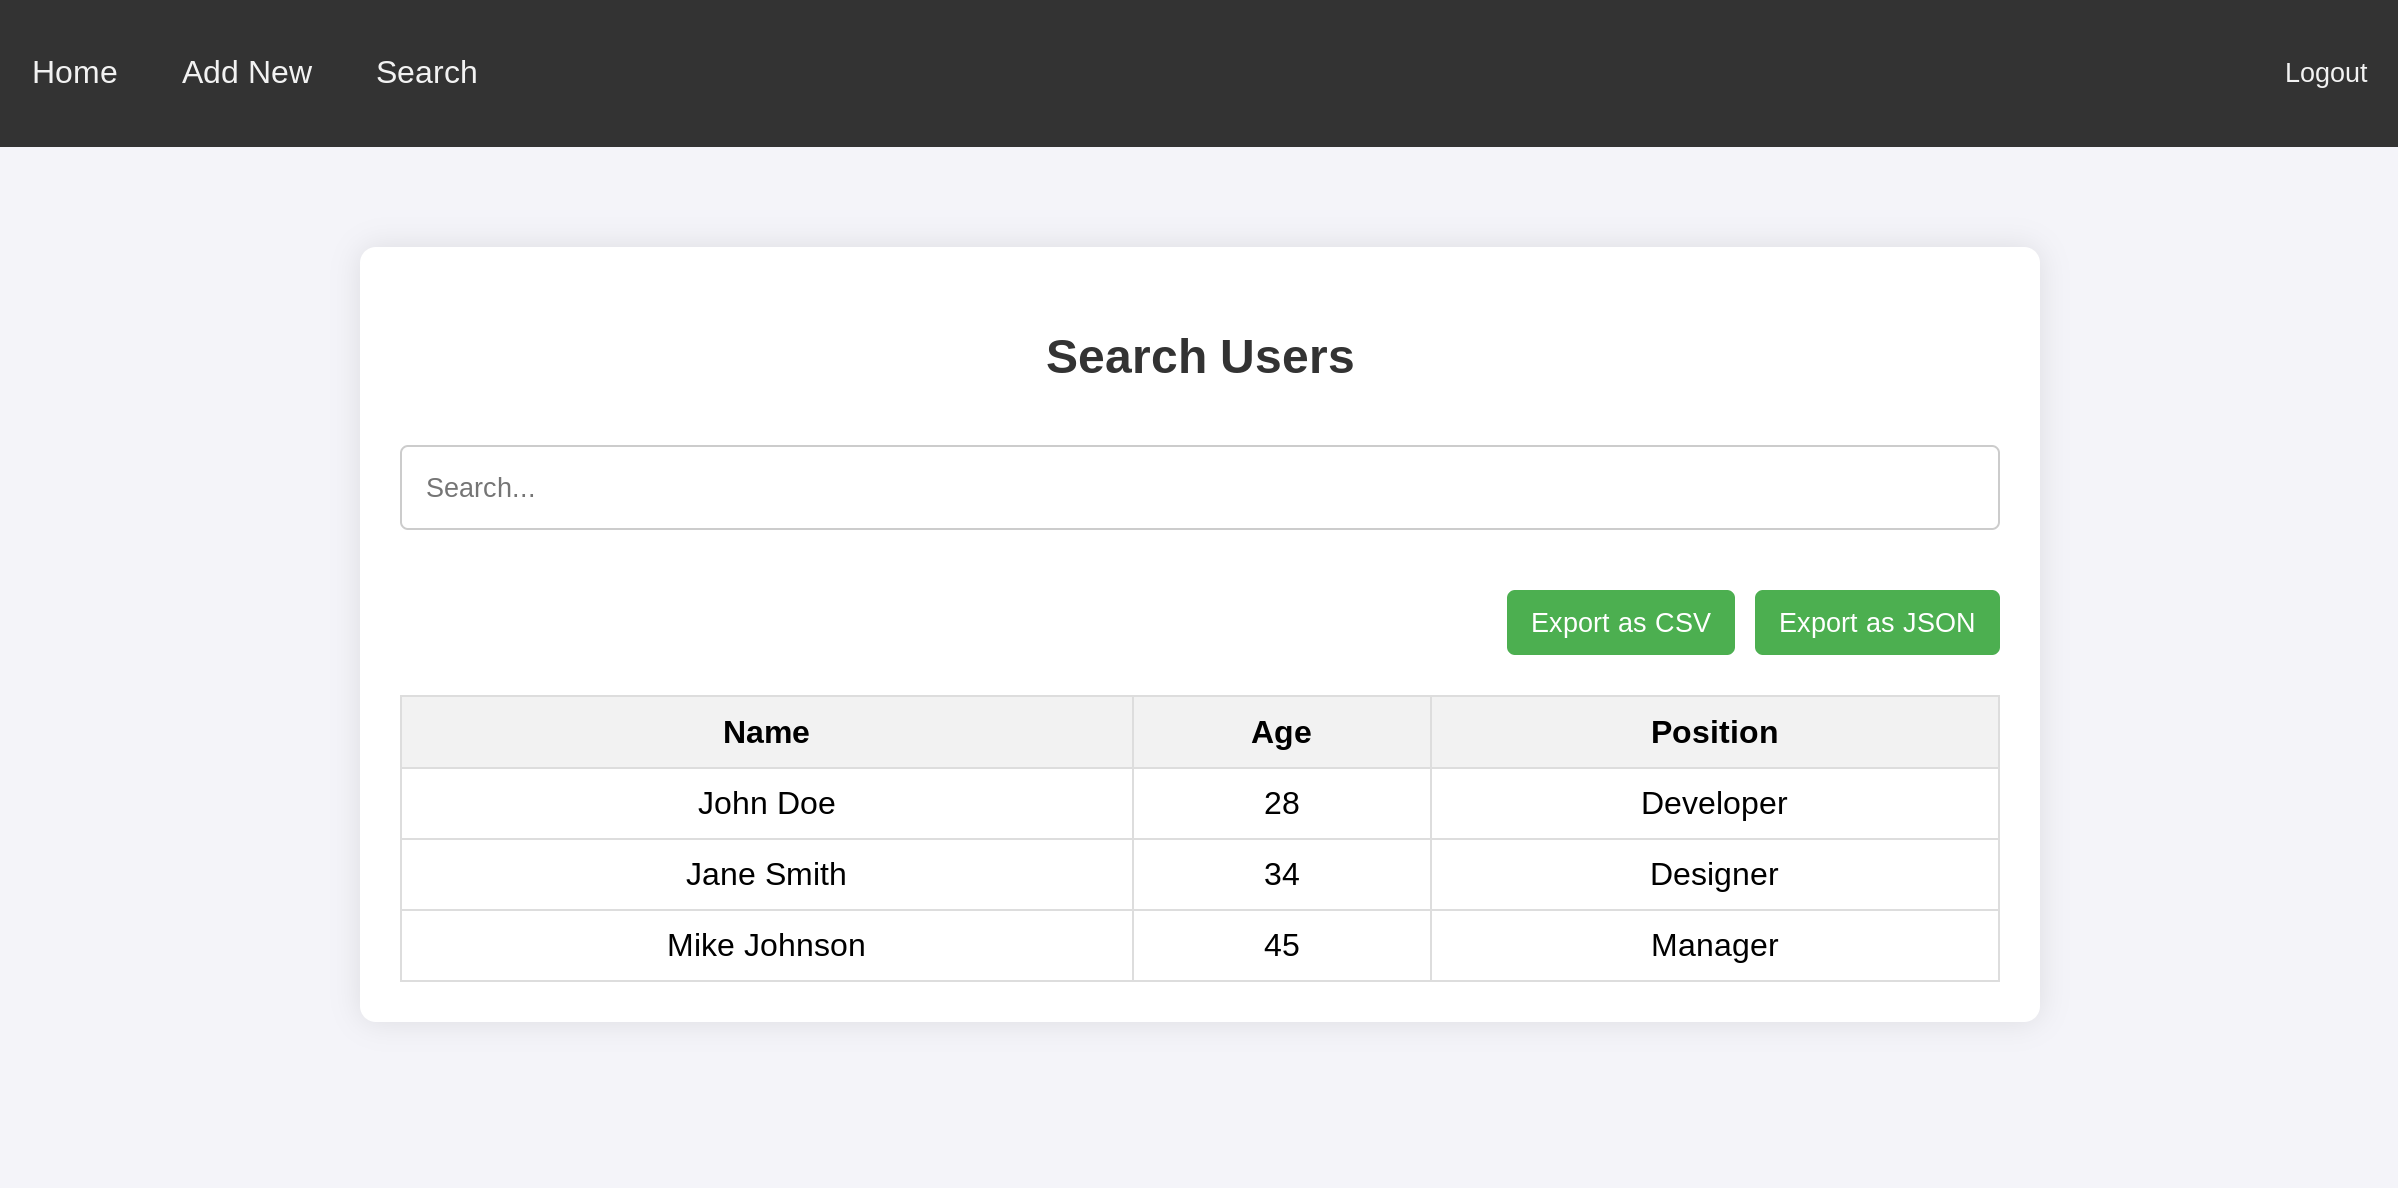 Home Add New Search Logout
Search Users
Search...
Export as CSV Export as JSON
Name Age Position
John Doe 28 Developer
Jane Smith 34 Designer
Mike Johnson 45 Manager